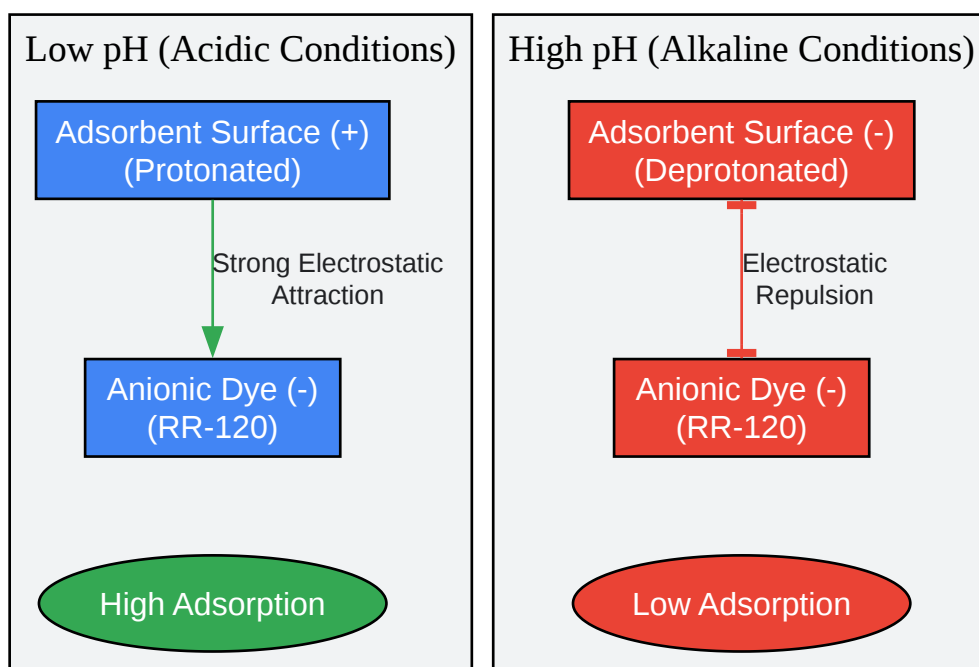 Low pH (Acidic Conditions)
Adsorbent Surface (+)
(Protonated)
Strong Electrostatic
Attraction
Anionic Dye (-)
(RR-120)
High Adsorption
High pH (Alkaline Conditions)
Adsorbent Surface (-)
(Deprotonated)
Electrostatic
Repulsion
Anionic Dye (-)
(RR-120)
Low Adsorption